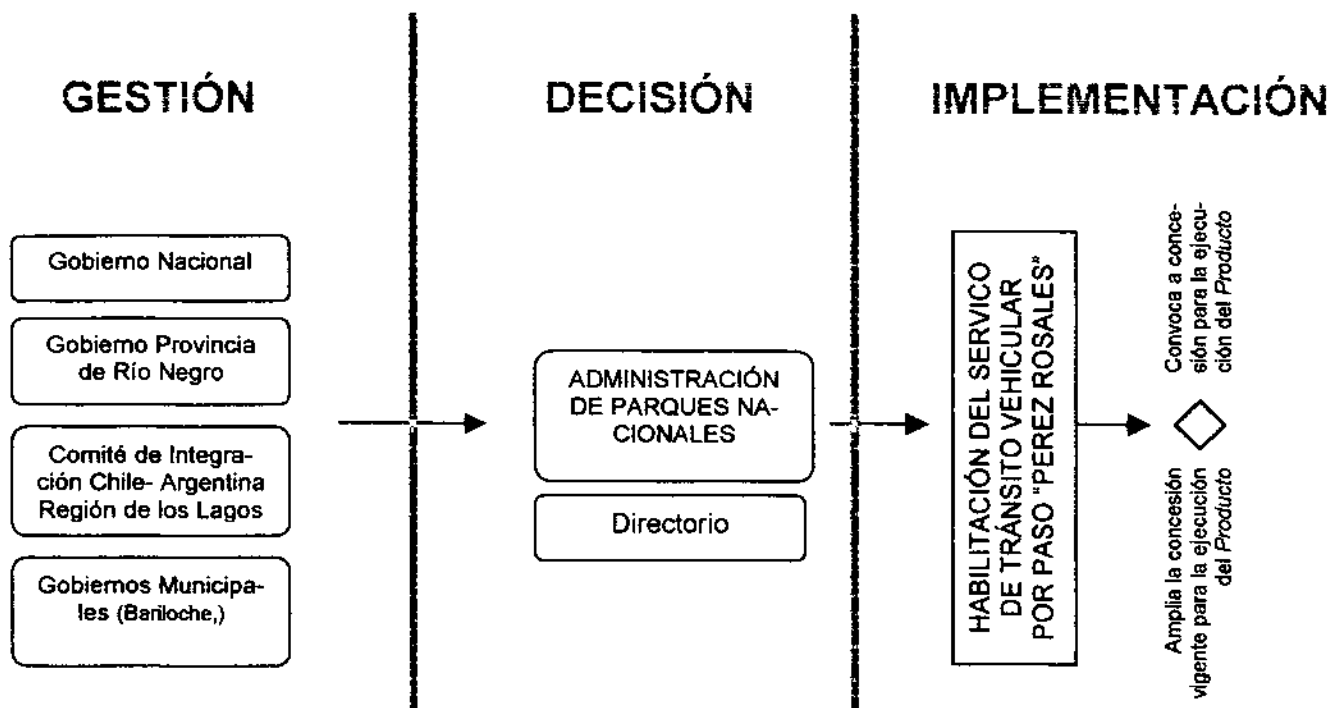 GESTIÓN
DECISIÓN
IMPLEMENTACIÓN
Gobierno Nacional
Gobierno Provincia
de Río Negro
Comité de Integra-
ción Chile- Argentina
Región de los Lagos
Gobiernos Municipa-
les (Bariloche,)
ADMINISTRACIÓN
DE PARQUES NA-
CIONALES
Directorio
HABILITACIÓN DEL SERVICO
DE TRÁNSITO VEHICULAR
POR PASO "PEREZ ROSALES"
Convoca a conce-
sión para la ejecu-
ción del Producto
Amplia la concesión
vigente para la ejecución
del Producto